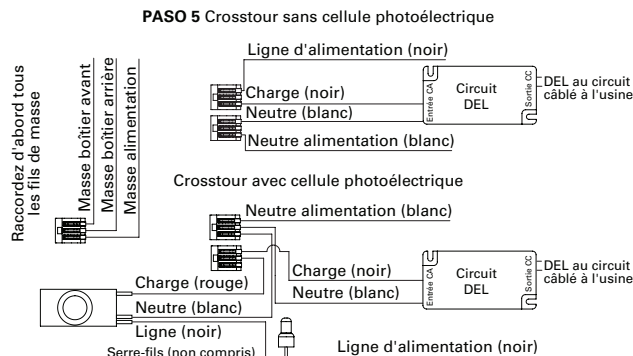 PASO 5 Crosstour sans cellule photoélectrique
Raccordez d'abord tous
les fils de masse
Masse boîtier avant
Masse boîtier arrière
Masse alimentation
Ligne d'alimentation (noir)
Charge (noir)
Neutre (blanc)
Neutre alimentation (blanc)
Entrée CA
Circuit
DEL
Sortie CC
DEL au circuit
câblé à l'usine
Crosstour avec cellule photoélectrique
Neutre alimentation (blanc)
Charge (noir)
Neutre (blanc)
Entrée CA
Circuit
DEL
Sortie CC
DEL au circuit
câblé à l'usine
Charge (rouge)
Neutre (blanc)
Ligne (noir)
Serre-fils (non compris)
Ligne d'alimentation (noir)